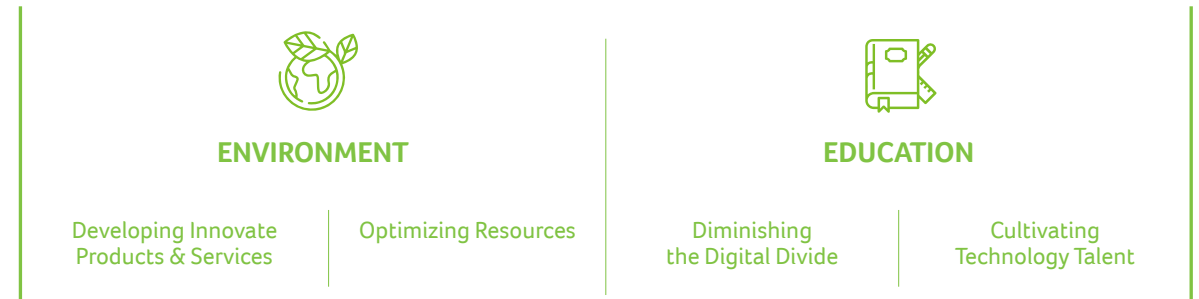 ENVIRONMENT
Developing Innovate
Products & Services
Optimizing Resources
EDUCATION
Diminishing
the Digital Divide
Cultivating
Technology Talent